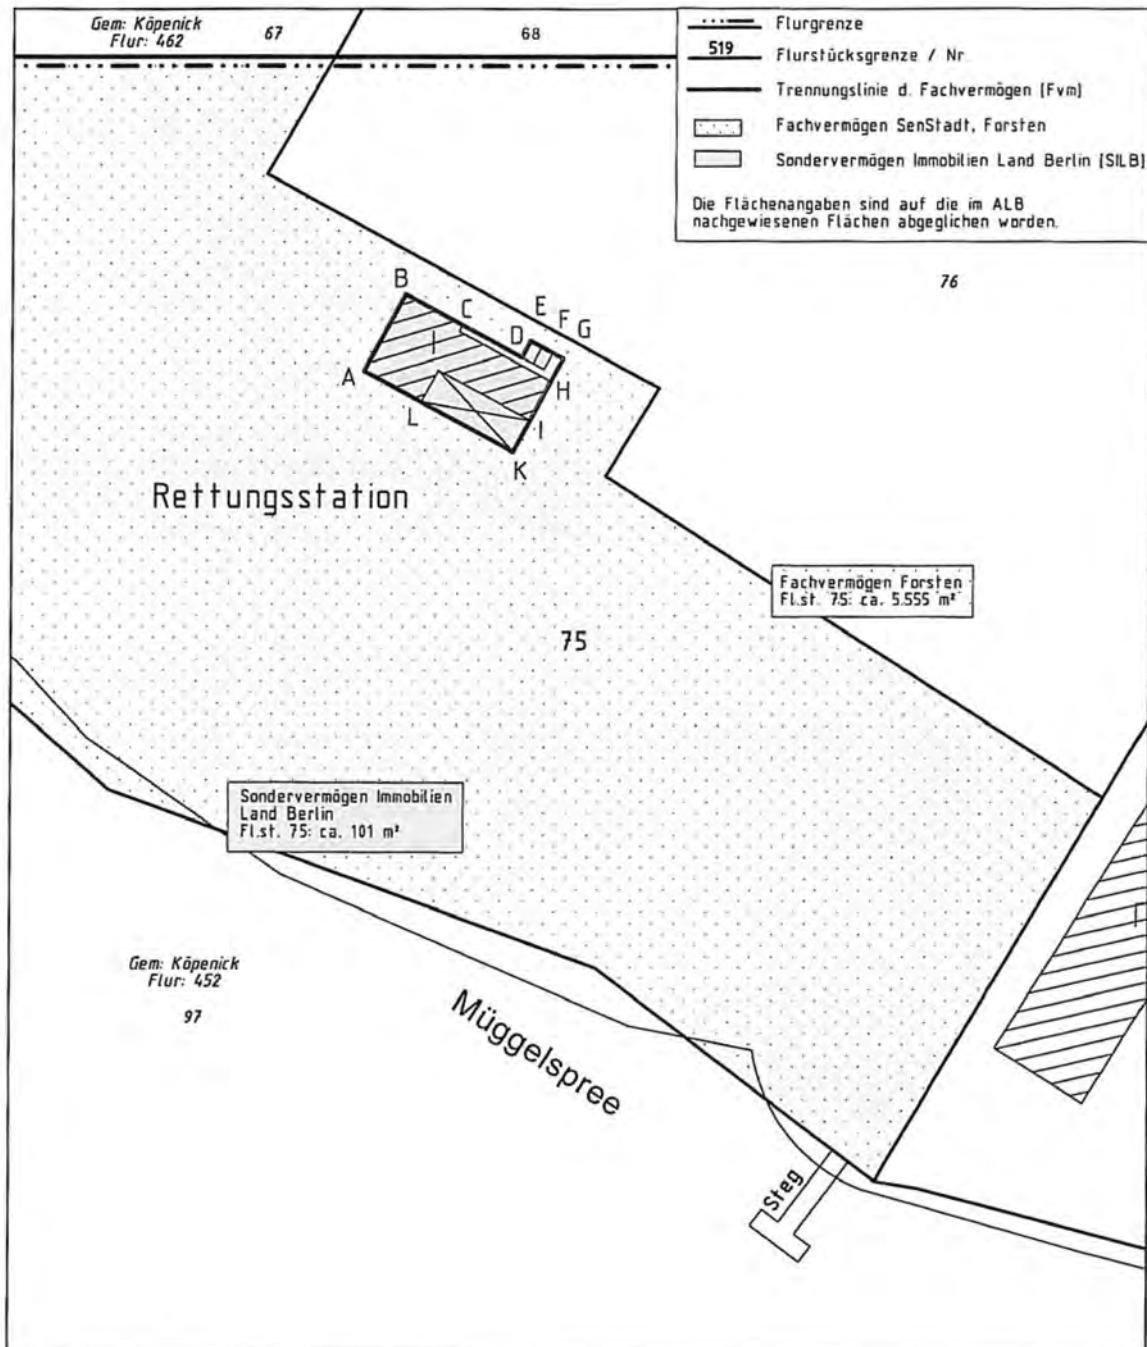 Gem: Köpenick
Flur: 462
67
68
Flurgrenze
519
Flurstücksgrenze / Nr.
Trennungslinie d. Fachvermögen (Fvm)
Fachvermögen SenStadt, Forsten
Sondervermögen Immobilien Land Berlin (SILB)
Die Flächenangaben sind auf die im ALB
nachgewiesenen Flächen abgeglichen worden.
76
B
C
E
F
G
D
I
A
H
L
I
K
Rettungsstation
Fachvermögen Forsten
Fl.st. 75: ca. 5.555 m²
75
Sondervermögen Immobilien
Land Berlin
Fl.st. 75: ca. 101 m²
Gem: Köpenick
Flur: 452
97
Müggelspree
Steg